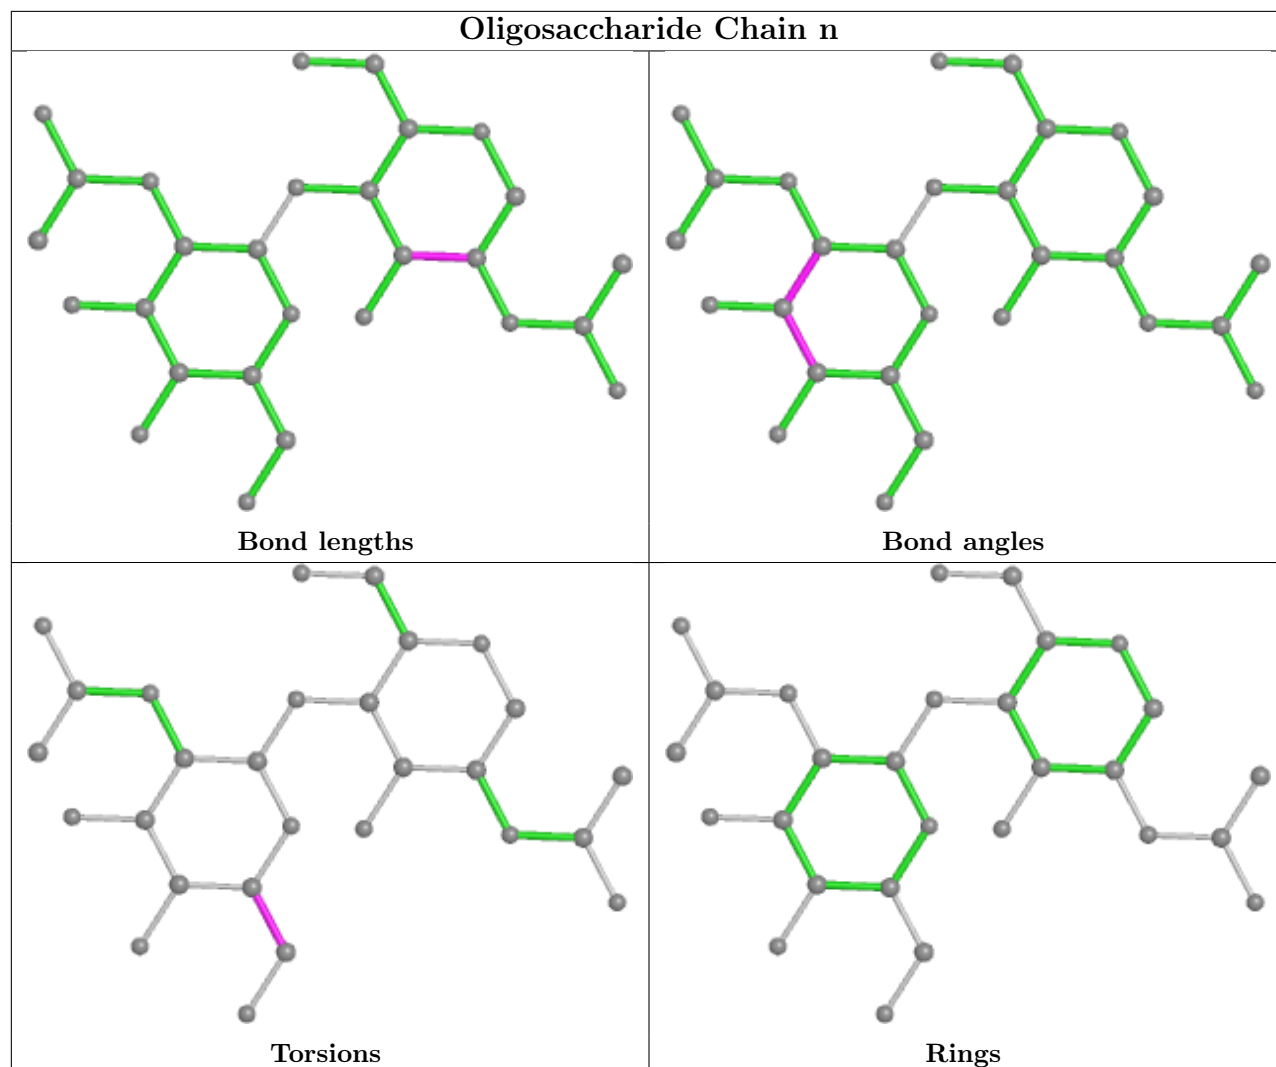 Oligosaccharide Chain n
Bond lengths
Bond angles
Torsions
Rings